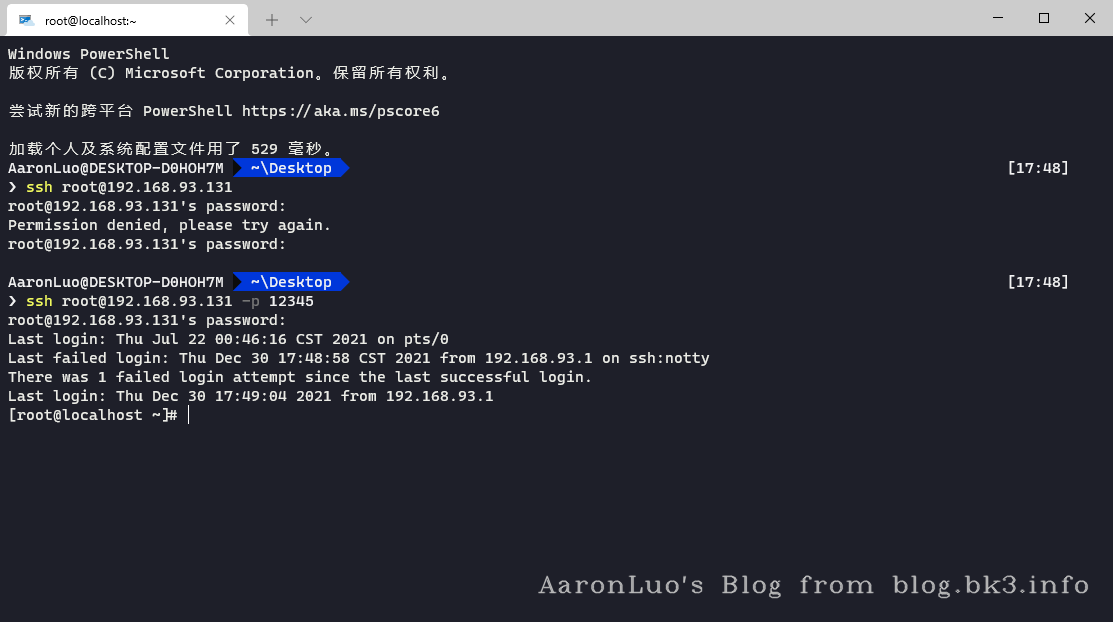 root@localhost:~
Windows PowerShell
版权所有 (C) Microsoft Corporation。保留所有权利。
尝试新的跨平台 PowerShell https://aka.ms/pscore6
加载个人及系统配置文件用了 529 毫秒。
AaronLuo@DESKTOP-D0HOH7M ~\Desktop [17:48]
❯ ssh root@192.168.93.131
root@192.168.93.131's password:
Permission denied, please try again.
root@192.168.93.131's password:
AaronLuo@DESKTOP-D0HOH7M ~\Desktop [17:48]
❯ ssh root@192.168.93.131 -p 12345
root@192.168.93.131's password:
Last login: Thu Jul 22 00:46:16 CST 2021 on pts/0
Last failed login: Thu Dec 30 17:48:58 CST 2021 from 192.168.93.1 on ssh:notty
There was 1 failed login attempt since the last successful login.
Last login: Thu Dec 30 17:49:04 2021 from 192.168.93.1
[root@localhost ~]#
AaronLuo's Blog from blog.bk3.info